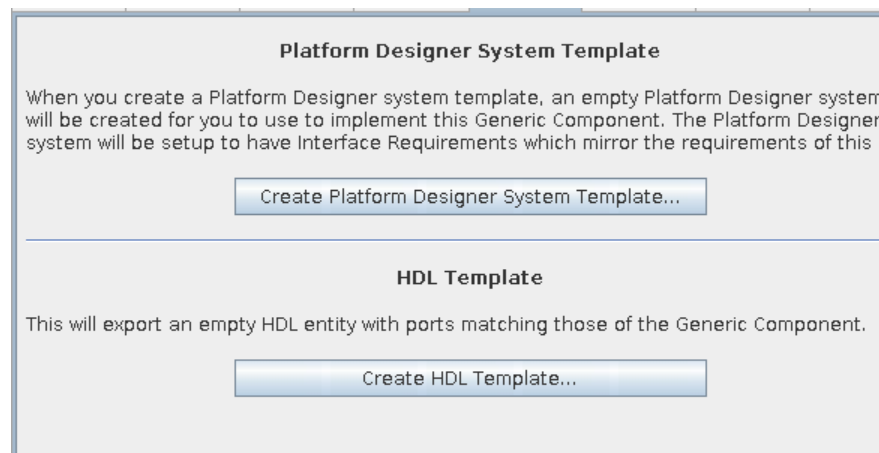 Platform Designer System Template
When you create a Platform Designer system template, an empty Platform Designer system
will be created for you to use to implement this Generic Component. The Platform Designer
system will be setup to have Interface Requirements which mirror the requirements of this
Create Platform Designer System Template...
HDL Template
This will export an empty HDL entity with ports matching those of the Generic Component.
Create HDL Template...